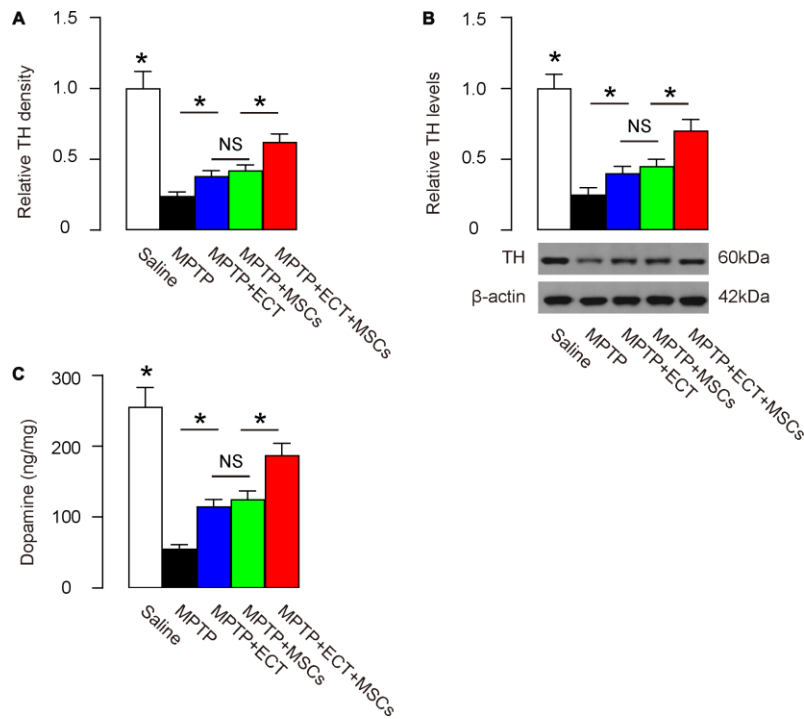 A
1.5
1.0
0.5
0
Relative TH density
*
*
*
NS
Saline
MPTP
MPTP+ECT
MPTP+MSCs
MPTP+ECT+MSCs
B
1.5
1.0
0.5
0
Relative TH levels
*
*
*
NS
TH
60kDa
β-actin
42kDa
Saline
MPTP
MPTP+ECT
MPTP+MSCs
MPTP+ECT+MSCs
C
300
200
100
0
Dopamine (ng/mg)
*
*
*
NS
Saline
MPTP
MPTP+ECT
MPTP+MSCs
MPTP+ECT+MSCs